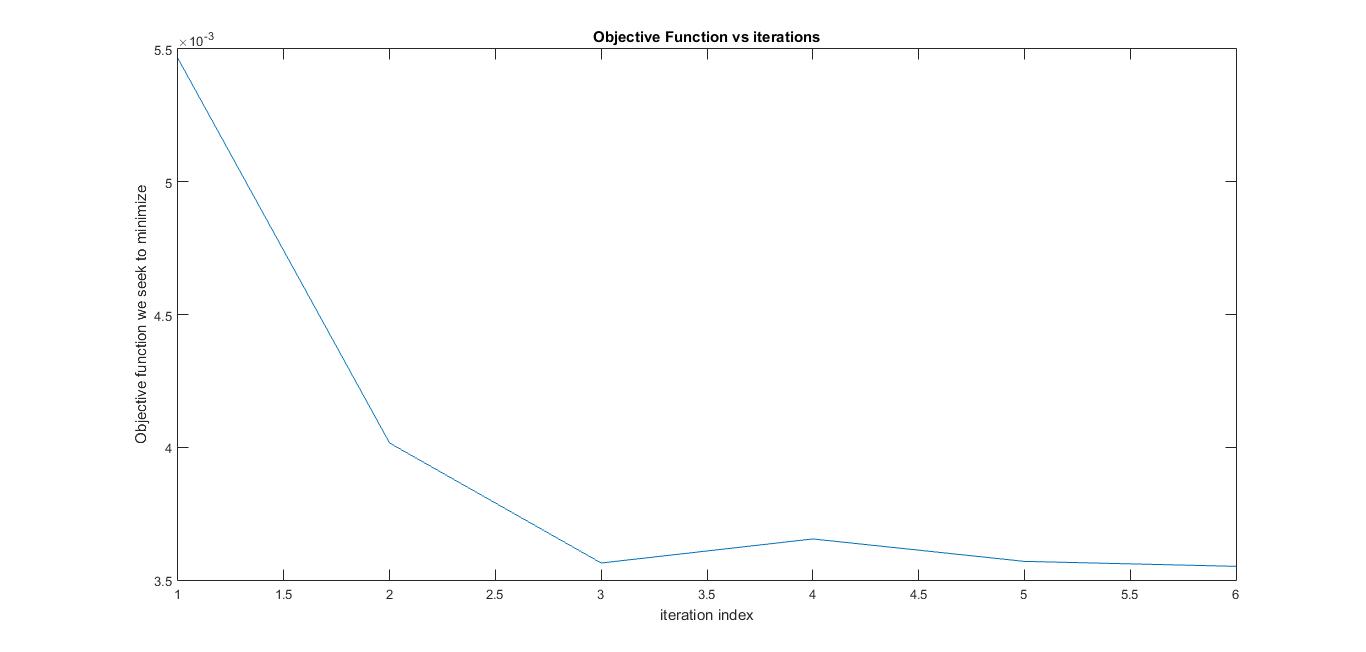 Objective Function vs iterations
×10-3
5.5
5
4.5
4
3.5
Objective function we seek to minimize
1 1.5 2 2.5 3 3.5 4 4.5 5 5.5 6
iteration index